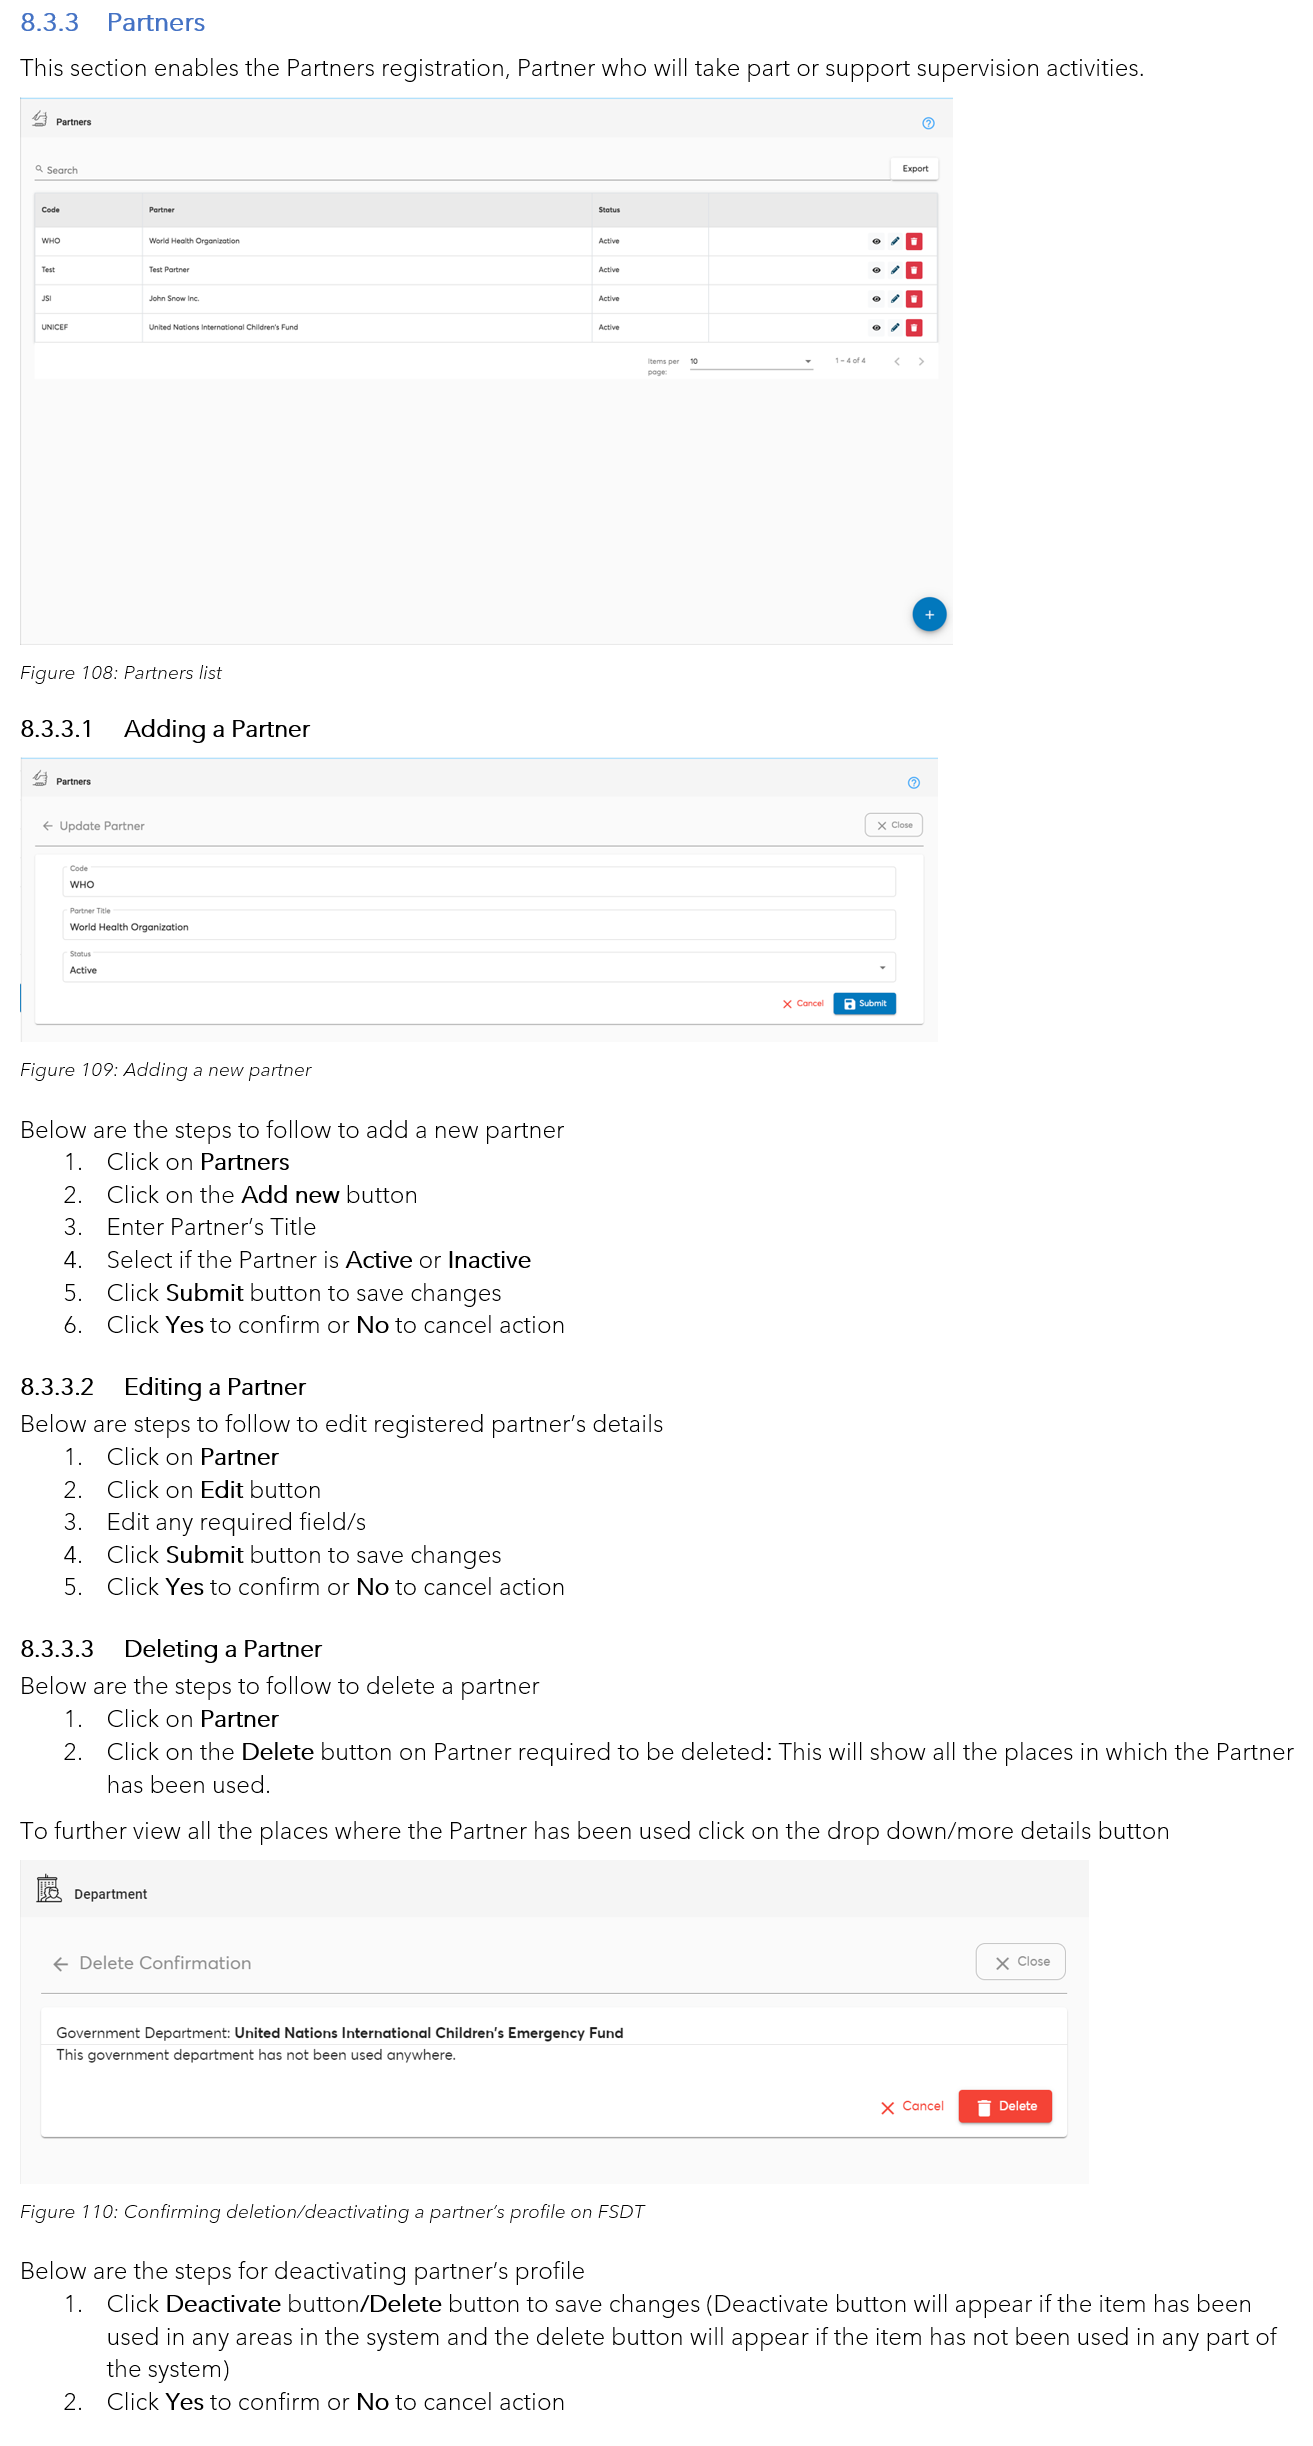 8.3.3 Partners
This section enables the Partners registration, Partner who will take part or support supervision activities.
Partners
Search
Export
Code Partner Status
WHO World Health Organization Active
Test Test Partner Active
JSI John Snow Inc. Active
UNICEF United Nations International Children's Fund Active
Items per page: 10 1 – 4 of 4
+
Figure 108: Partners list
8.3.3.1 Adding a Partner
Partners
Update Partner
Close
Code
WHO
Partner Title
World Health Organization
Status
Active
Cancel Submit
Figure 109: Adding a new partner
Below are the steps to follow to add a new partner
1. Click on Partners
2. Click on the Add new button
3. Enter Partner's Title
4. Select if the Partner is Active or Inactive
5. Click Submit button to save changes
6. Click Yes to confirm or No to cancel action
8.3.3.2 Editing a Partner
Below are steps to follow to edit registered partner's details
1. Click on Partner
2. Click on Edit button
3. Edit any required field/s
4. Click Submit button to save changes
5. Click Yes to confirm or No to cancel action
8.3.3.3 Deleting a Partner
Below are the steps to follow to delete a partner
1. Click on Partner
2. Click on the Delete button on Partner required to be deleted: This will show all the places in which the Partner
has been used.
To further view all the places where the Partner has been used click on the drop down/more details button
Department
Delete Confirmation
Close
Government Department: United Nations International Children's Emergency Fund
This government department has not been used anywhere.
Cancel Delete
Figure 110: Confirming deletion/deactivating a partner's profile on FSDT
Below are the steps for deactivating partner's profile
1. Click Deactivate button/Delete button to save changes (Deactivate button will appear if the item has been
used in any areas in the system and the delete button will appear if the item has not been used in any part of
the system)
2. Click Yes to confirm or No to cancel action